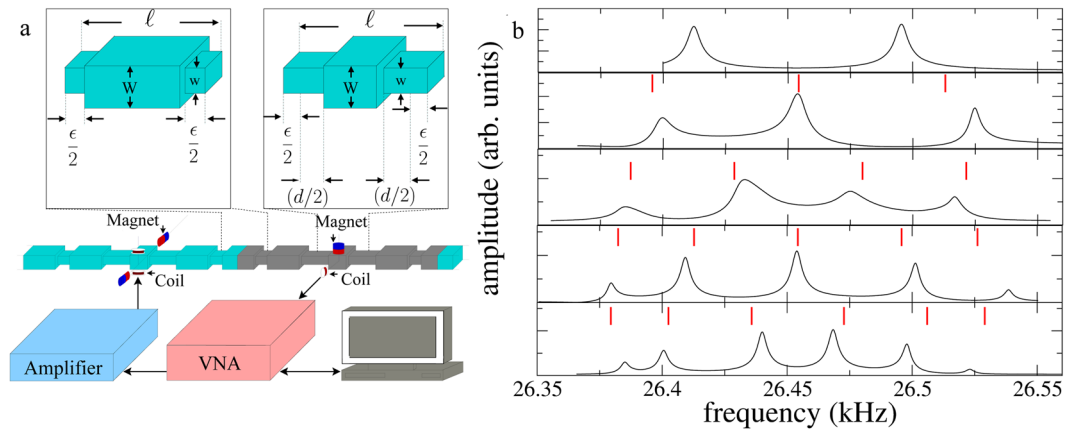 a
ℓ
W
w
ϵ/2
ϵ/2
ℓ
W
w
ϵ/2
ϵ/2
(d/2)
(d/2)
Magnet
Magnet
Coil
Coil
Amplifier
VNA
b
amplitude (arb. units)
26.35
26.4
26.45
26.5
26.55
frequency (kHz)